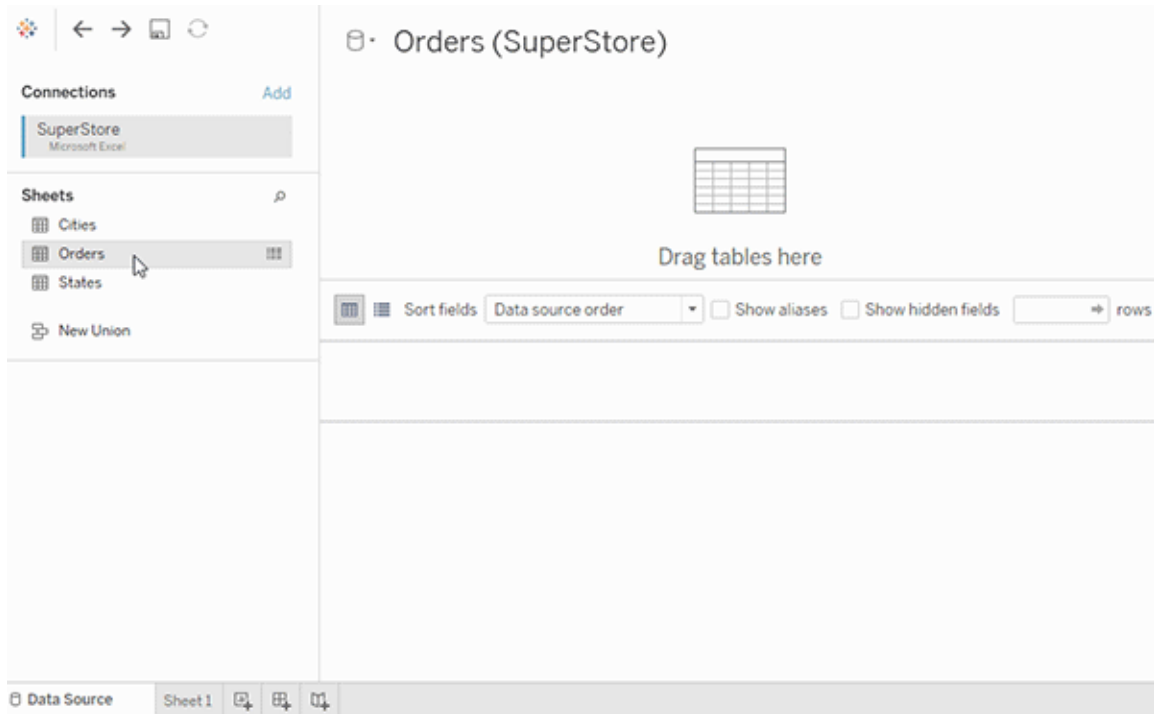 Orders (SuperStore)
Connections
Add
SuperStore
Microsoft Excel
Sheets
Cities
Orders
States
New Union
Drag tables here
Sort fields Data source order Show aliases Show hidden fields rows
Data Source Sheet 1